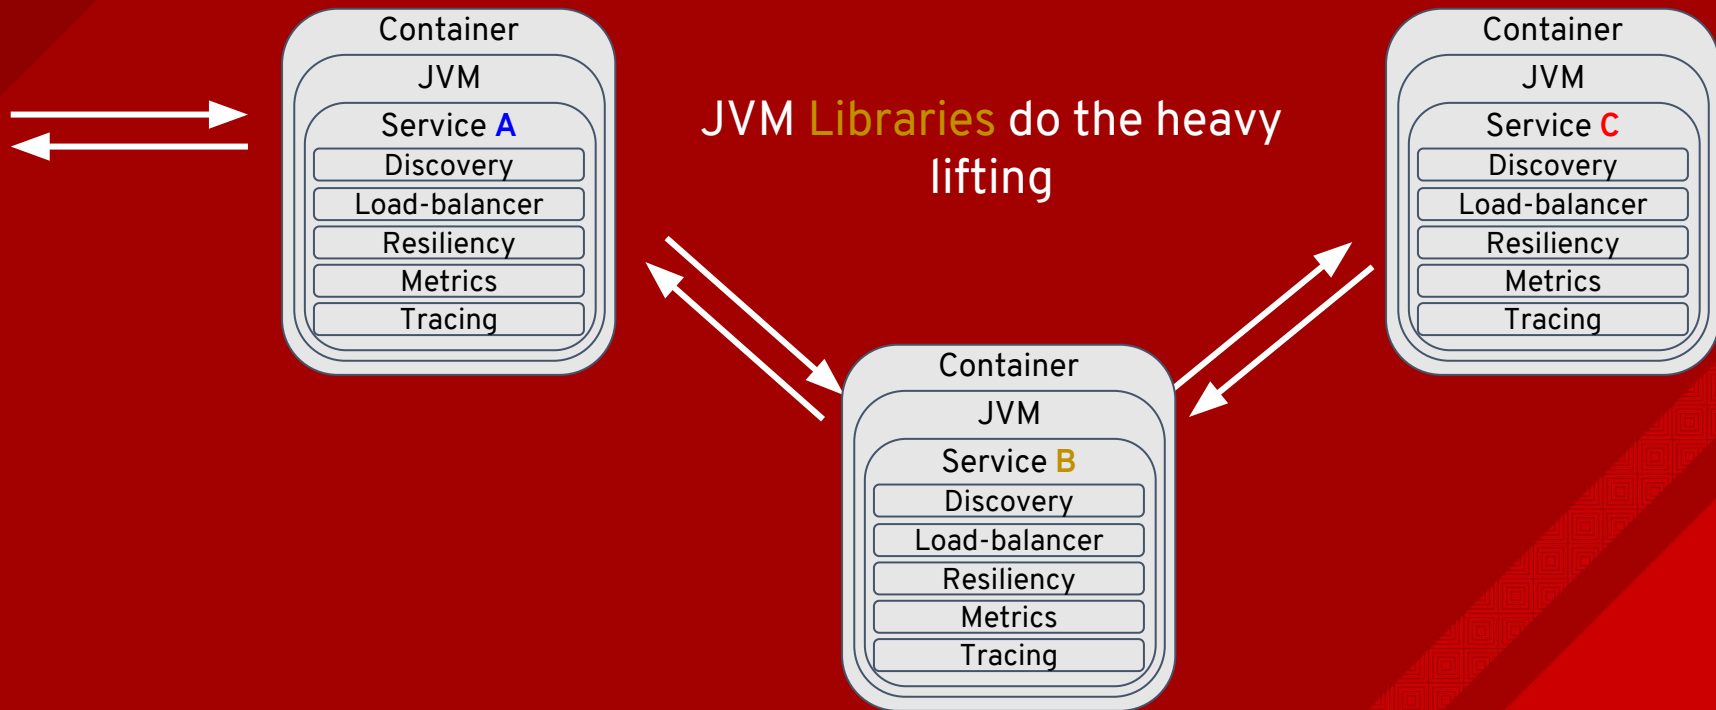 Container
JVM
Service A
Discovery
Load-balancer
Resiliency
Metrics
Tracing
JVM Libraries do the heavy
lifting
Container
JVM
Service B
Discovery
Load-balancer
Resiliency
Metrics
Tracing
Container
JVM
Service C
Discovery
Load-balancer
Resiliency
Metrics
Tracing